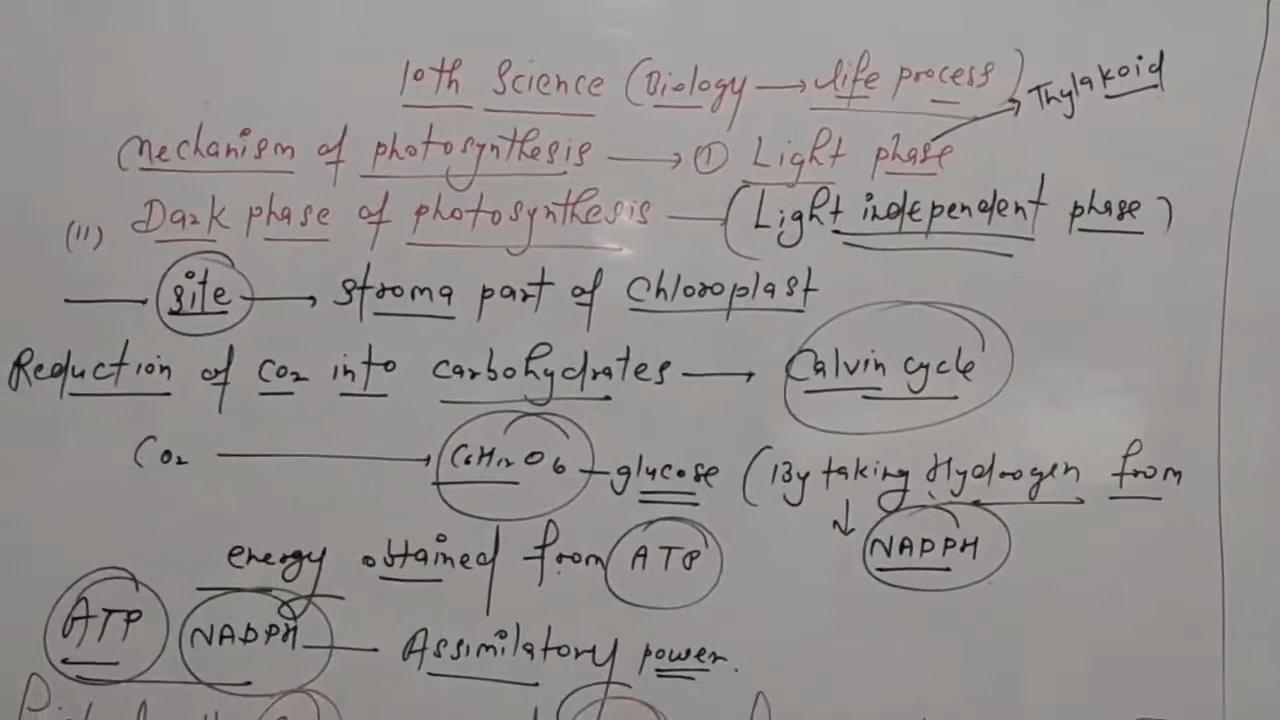 10th Science (Biology → life process)
Thylakoid
Mechanism of photosynthesis → ① Light phase
(11) Dark phase of photosynthesis — (Light independent phase)
— site → stroma part of Chloroplast
Reduction of CO2 into carbohydrates → Calvin cycle
CO2 → C6H12O6 - glucose (By taking Hydrogen from
↓ NADPH
energy obtained from ATP
ATP NADPH — Assimilatory power.